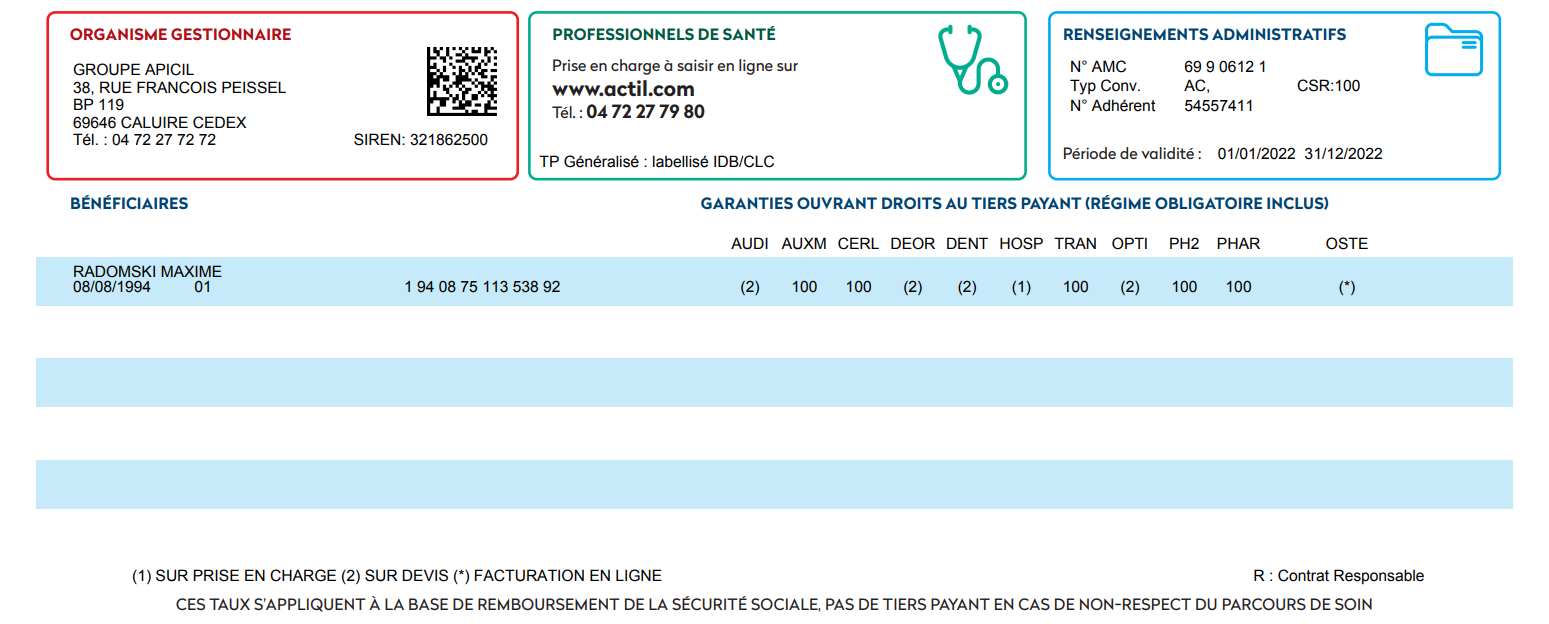 ORGANISME GESTIONNAIRE
GROUPE APICIL
38, RUE FRANCOIS PEISSEL
BP 119
69646 CALUIRE CEDEX
Tél. : 04 72 27 72 72 SIREN: 321862500
PROFESSIONNELS DE SANTÉ
Prise en charge à saisir en ligne sur
www.actil.com
Tél. : 04 72 27 79 80
TP Généralisé : labellisé IDB/CLC
RENSEIGNEMENTS ADMINISTRATIFS
N° AMC 69 9 0612 1
Typ Conv. AC, CSR:100
N° Adhérent 54557411
Période de validité : 01/01/2022 31/12/2022
BÉNÉFICIAIRES GARANTIES OUVRANT DROITS AU TIERS PAYANT (RÉGIME OBLIGATOIRE INCLUS)
AUDI AUXM CERL DEOR DENT HOSP TRAN OPTI PH2 PHAR OSTE
RADOMSKI MAXIME
08/08/1994 01 1 94 08 75 113 538 92 (2) 100 100 (2) (2) (1) 100 (2) 100 100 (*)
(1) SUR PRISE EN CHARGE (2) SUR DEVIS (*) FACTURATION EN LIGNE R : Contrat Responsable
CES TAUX S'APPLIQUENT À LA BASE DE REMBOURSEMENT DE LA SÉCURITÉ SOCIALE, PAS DE TIERS PAYANT EN CAS DE NON-RESPECT DU PARCOURS DE SOIN